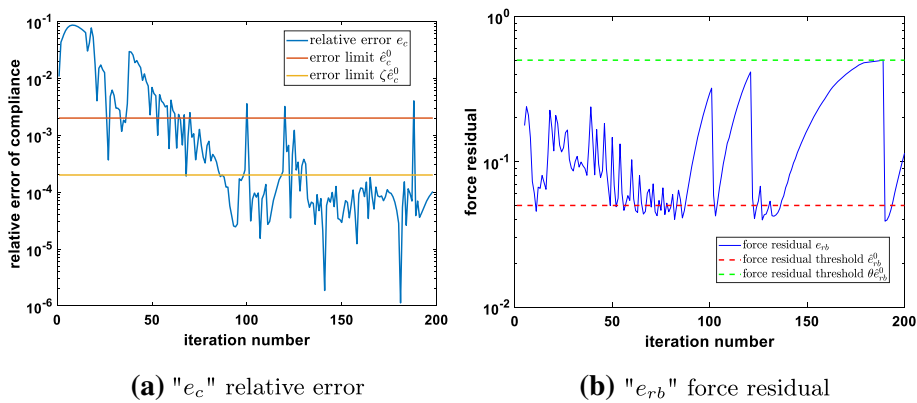 10⁻¹
10⁻²
10⁻³
10⁻⁴
10⁻⁵
10⁻⁶
relative error of compliance
0 50 100 150 200
iteration number
relative error e_c
error limit ê_c^0
error limit ζê_c^0
(a) "e_c" relative error
10⁰
10⁻¹
10⁻²
force residual
0 50 100 150 200
iteration number
force residual e_rb
force residual threshold ê_rb^0
force residual threshold θê_rb^0
(b) "e_rb" force residual